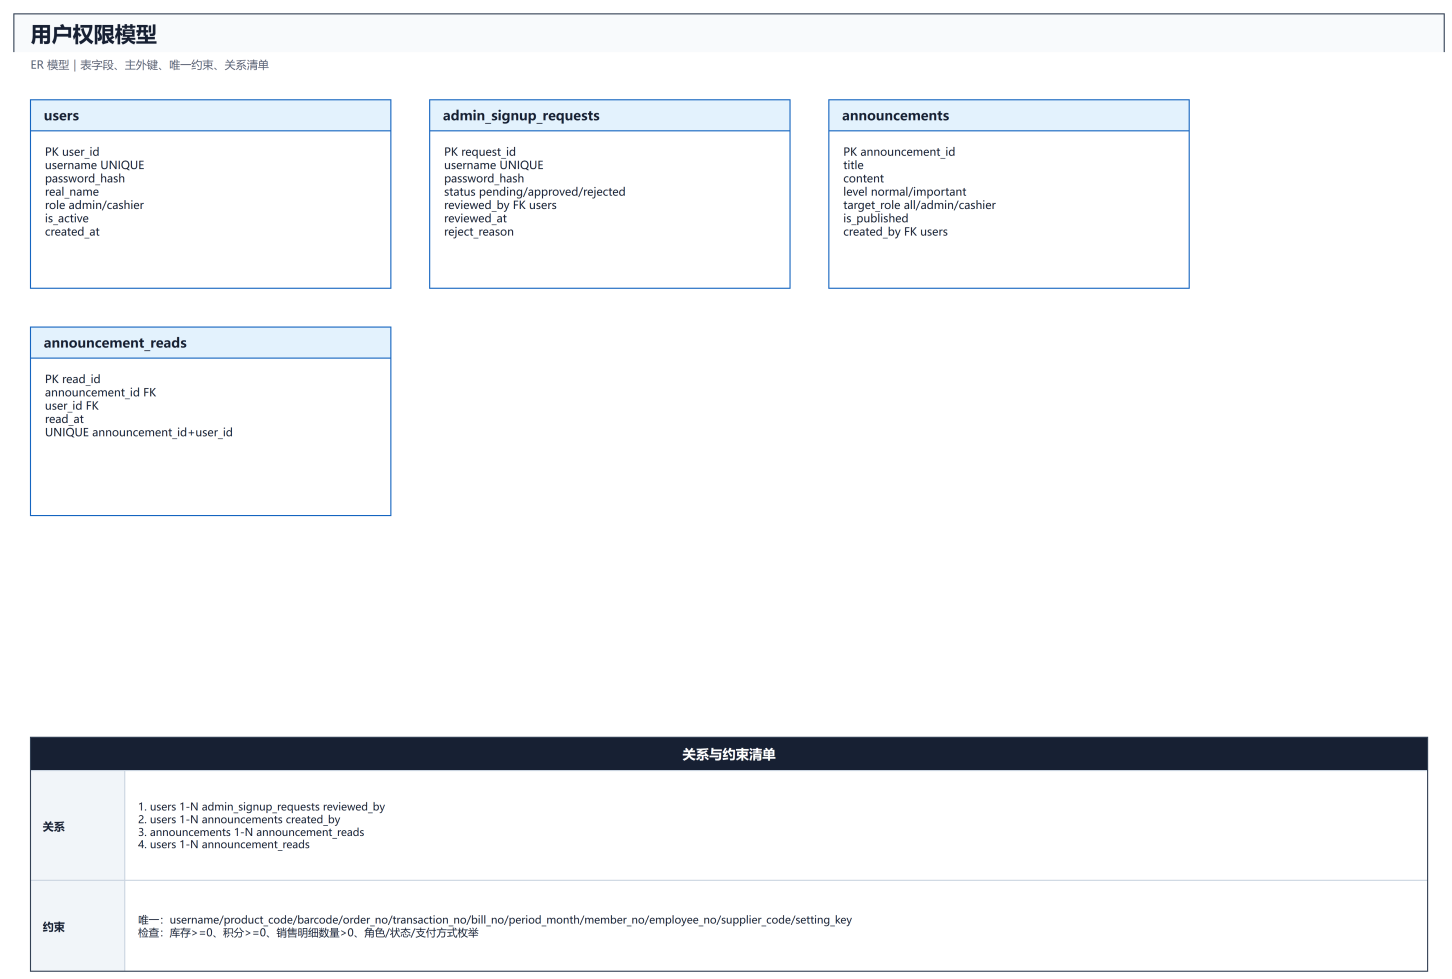 用户权限模型
ER 模型 | 表字段、主外键、唯一约束、关系清单
users
PK user_id
username UNIQUE
password_hash
real_name
role admin/cashier
is_active
created_at
admin_signup_requests
PK request_id
username UNIQUE
password_hash
status pending/approved/rejected
reviewed_by FK users
reviewed_at
reject_reason
announcements
PK announcement_id
title
content
level normal/important
target_role all/admin/cashier
is_published
created_by FK users
announcement_reads
PK read_id
announcement_id FK
user_id FK
read_at
UNIQUE announcement_id+user_id
关系与约束清单
关系
1. users 1-N admin_signup_requests reviewed_by
2. users 1-N announcements created_by
3. announcements 1-N announcement_reads
4. users 1-N announcement_reads
约束
唯一：username/product_code/barcode/order_no/transaction_no/bill_no/period_month/member_no/employee_no/supplier_code/setting_key
检查：库存>=0、积分>=0、销售明细数量>0、角色/状态/支付方式枚举